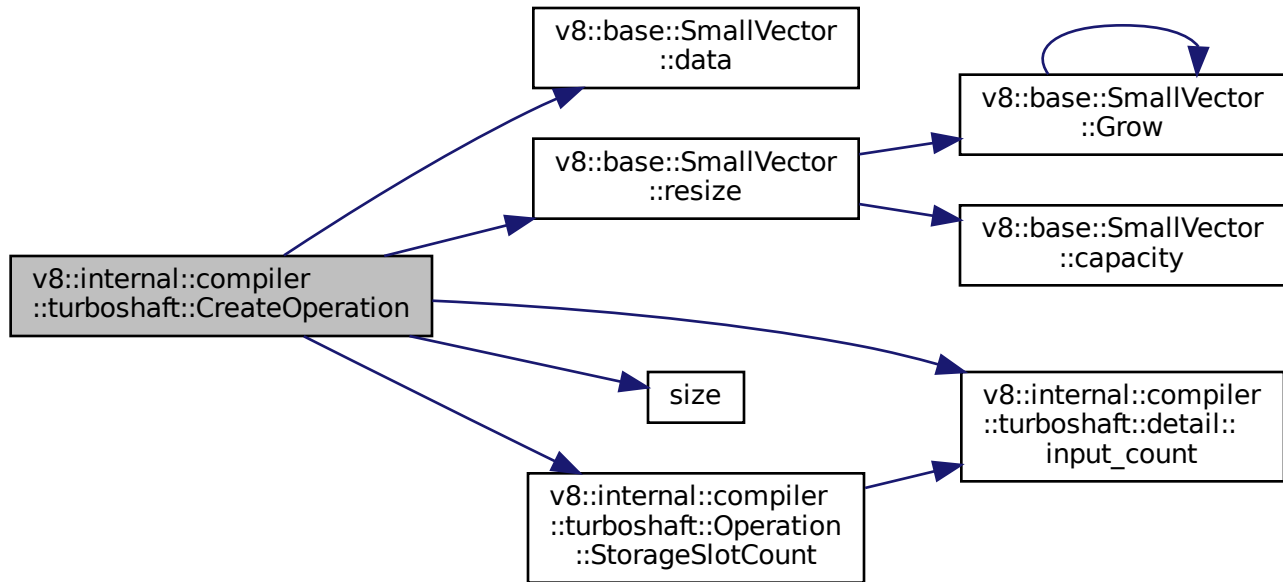 v8::base::SmallVector
::data
v8::base::SmallVector
::Grow
v8::base::SmallVector
::resize
v8::base::SmallVector
::capacity
v8::internal::compiler
::turboshaft::CreateOperation
size
v8::internal::compiler
::turboshaft::detail::
input_count
v8::internal::compiler
::turboshaft::Operation
::StorageSlotCount